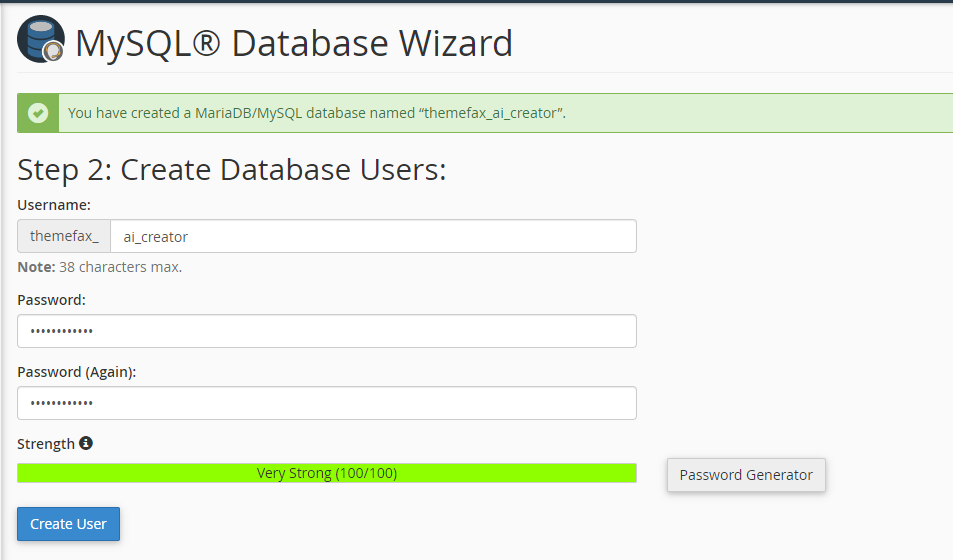 MySQL® Database Wizard
You have created a MariaDB/MySQL database named “themefax_ai_creator”.
Step 2: Create Database Users:
Username:
themefax_ ai_creator
Note: 38 characters max.
Password:
••••••••••••
Password (Again):
••••••••••••
Strength
Very Strong (100/100)
Password Generator
Create User